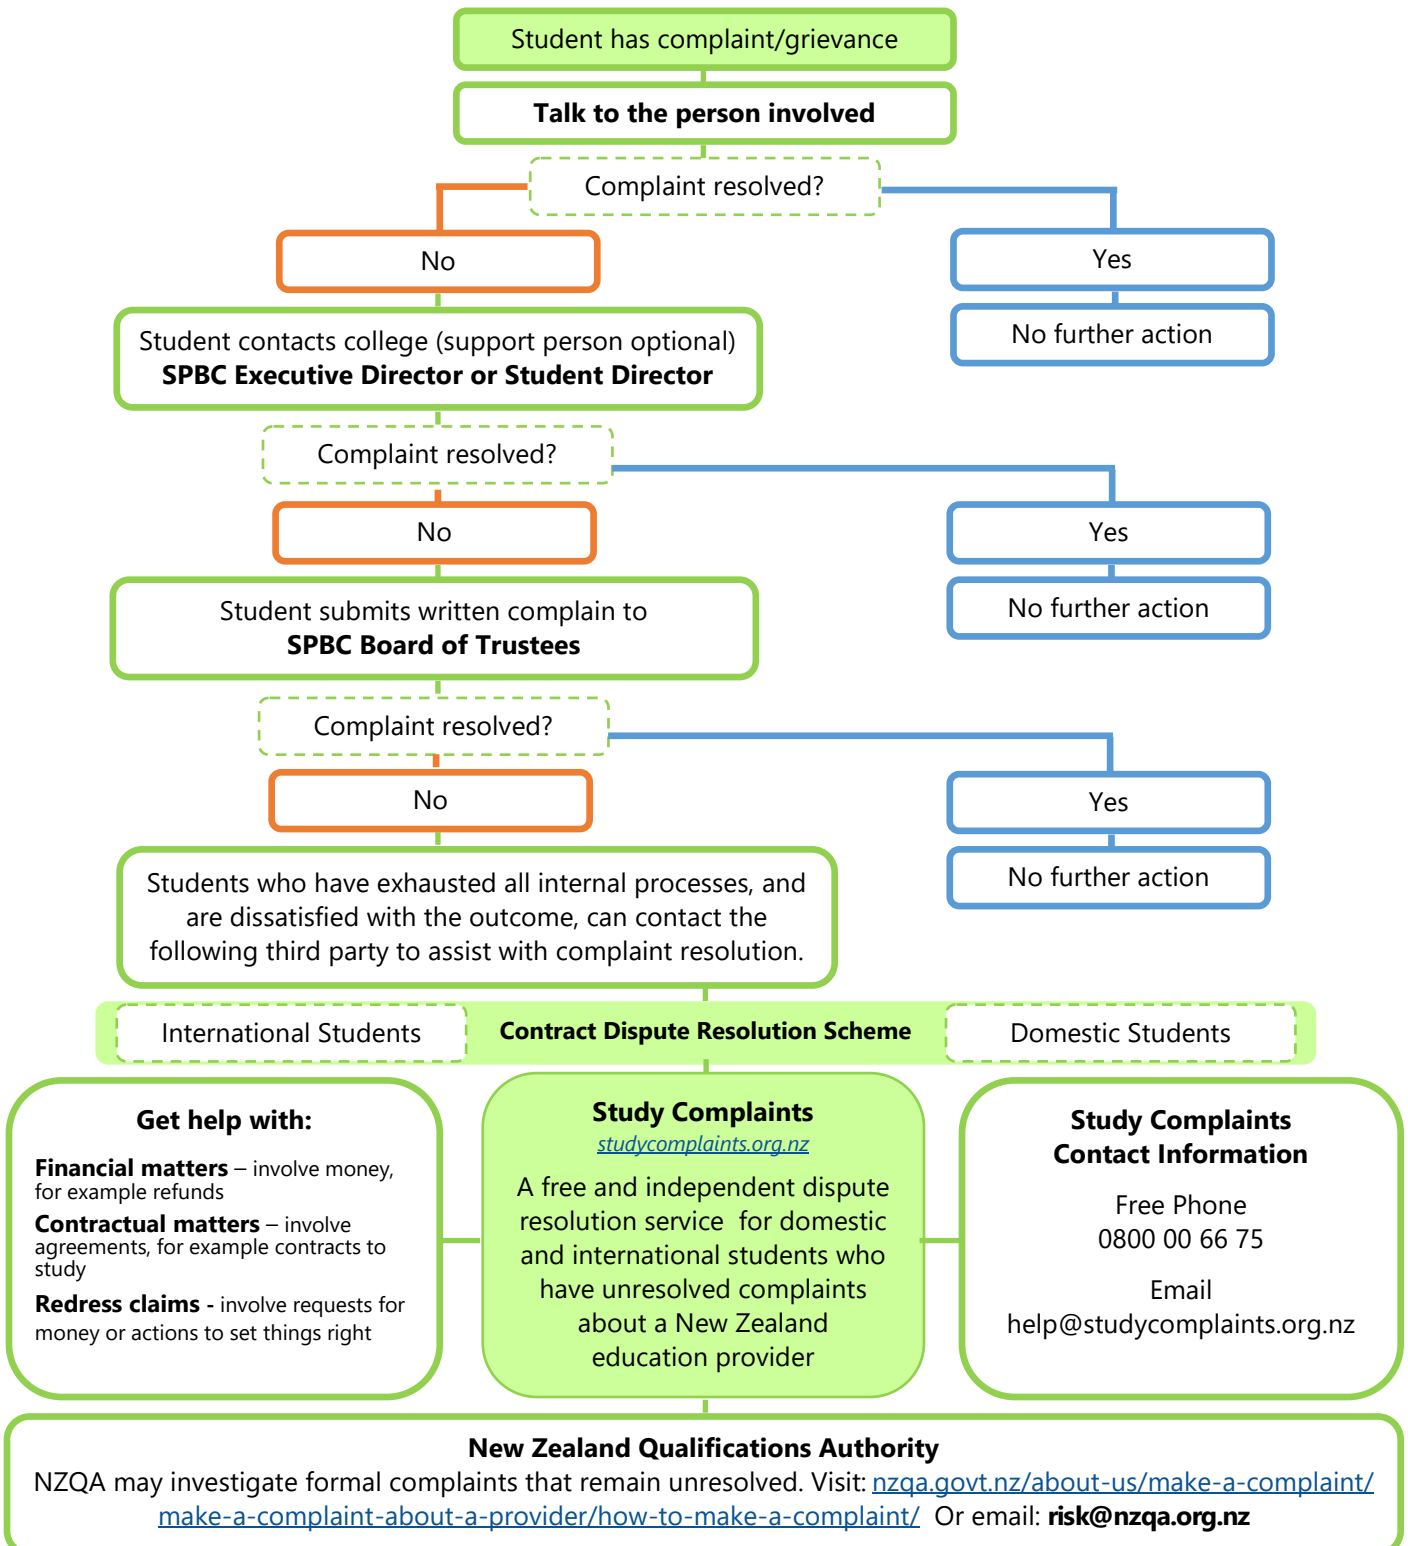 Student has complaint/grievance
Talk to the person involved
Complaint resolved?
No
Yes
Student contacts college (support person optional)
SPBC Executive Director or Student Director
No further action
Complaint resolved?
No
Yes
Student submits written complain to
SPBC Board of Trustees
No further action
Complaint resolved?
No
Yes
Students who have exhausted all internal processes, and
are dissatisfied with the outcome, can contact the
following third party to assist with complaint resolution.
No further action
International Students
Contract Dispute Resolution Scheme
Domestic Students
Get help with:
Financial matters – involve money,
for example refunds
Contractual matters – involve
agreements, for example contracts to
study
Redress claims - involve requests for
money or actions to set things right
Study Complaints
studycomplaints.org.nz
A free and independent dispute
resolution service for domestic
and international students who
have unresolved complaints
about a New Zealand
education provider
Study Complaints
Contact Information
Free Phone
0800 00 66 75
Email
help@studycomplaints.org.nz
New Zealand Qualifications Authority
NZQA may investigate formal complaints that remain unresolved. Visit: nzqa.govt.nz/about-us/make-a-complaint/
make-a-complaint-about-a-provider/how-to-make-a-complaint/ Or email: risk@nzqa.org.nz